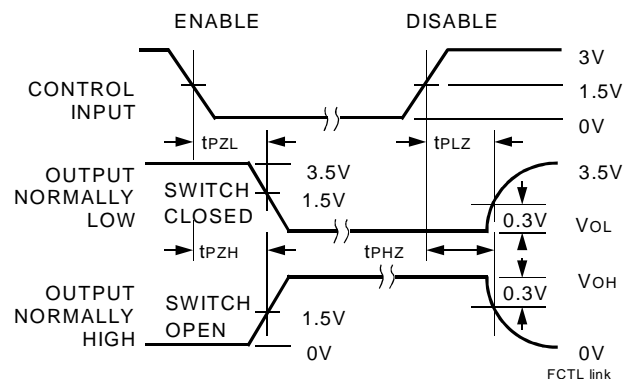 ENABLE DISABLE
3V
CONTROL
INPUT
1.5V
0V
tPZL tPLZ
OUTPUT
NORMALLY
LOW
SWITCH
CLOSED
3.5V
1.5V
3.5V
0.3V
VOL
tPZH tPHZ
OUTPUT
NORMALLY
HIGH
SWITCH
OPEN
1.5V
0V
VOH
0.3V
0V
FCTL link